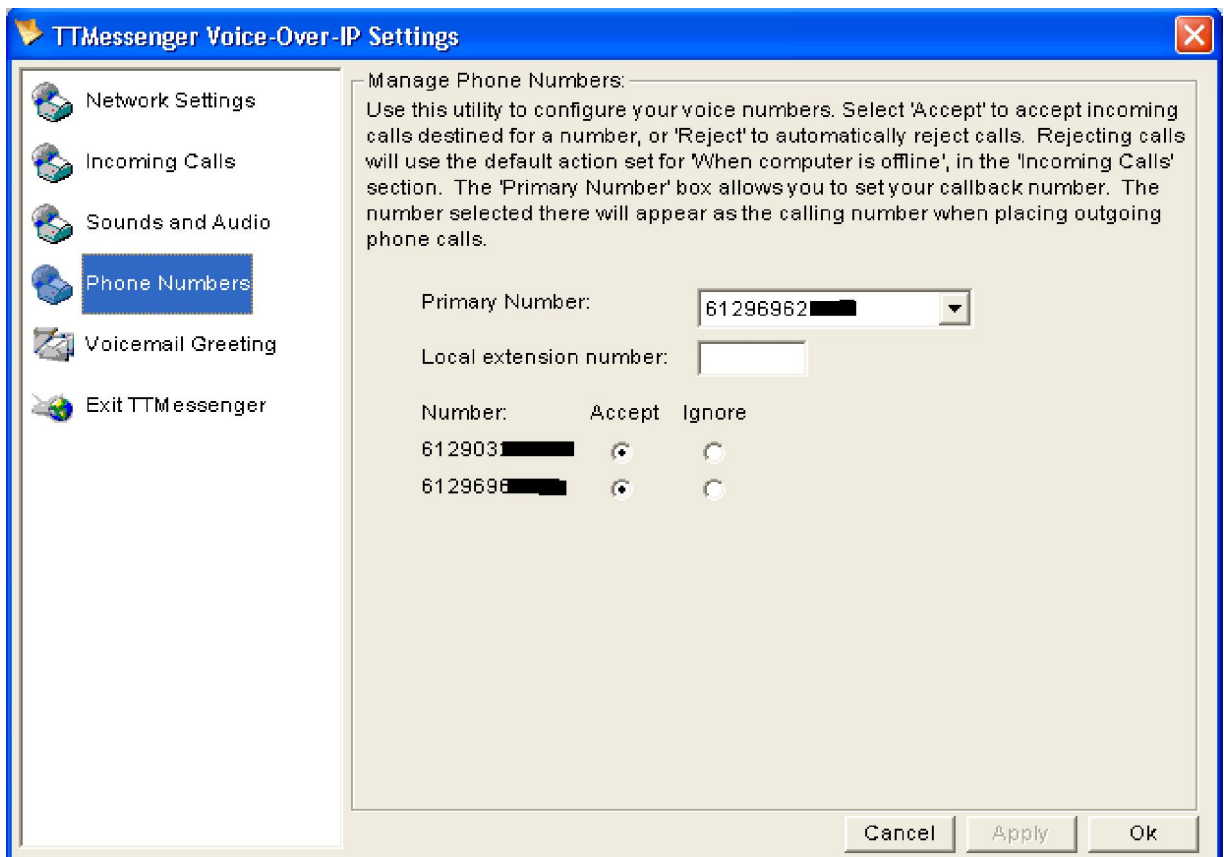 TTMessenger Voice-Over-IP Settings
Network Settings
Incoming Calls
Sounds and Audio
Phone Numbers
Voicemail Greeting
Exit TTMessenger
Manage Phone Numbers:
Use this utility to configure your voice numbers. Select 'Accept' to accept incoming
calls destined for a number, or 'Reject' to automatically reject calls. Rejecting calls
will use the default action set for 'When computer is offline', in the 'Incoming Calls'
section. The 'Primary Number' box allows you to set your callback number. The
number selected there will appear as the calling number when placing outgoing
phone calls.
Primary Number: 61296962
Local extension number:
Number: Accept Ignore
612903
612969
Cancel Apply Ok